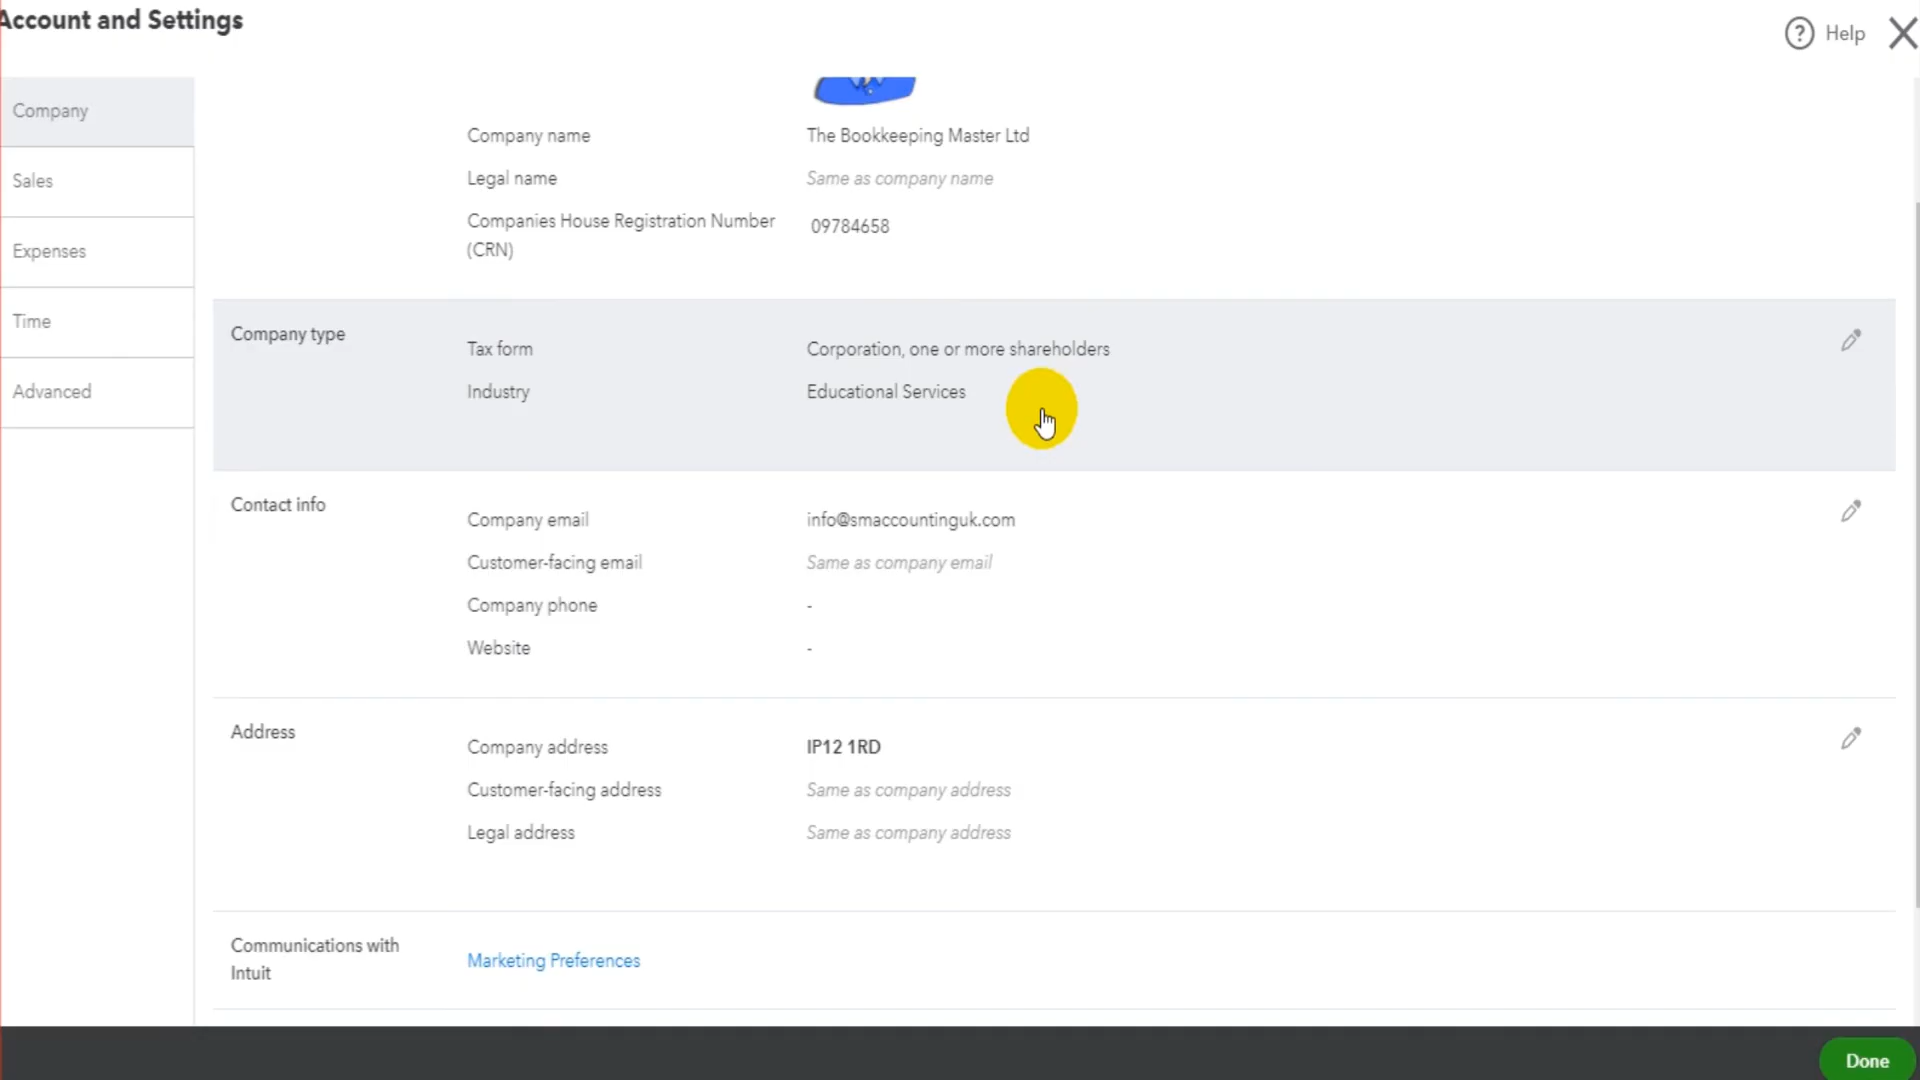 Account and Settings
? Help
Company
Sales
Expenses
Time
Advanced
Company name The Bookkeeping Master Ltd
Legal name Same as company name
Companies House Registration Number
(CRN) 09784658
Company type
Tax form Corporation, one or more shareholders
Industry Educational Services
Contact info
Company email info@smaccountinguk.com
Customer-facing email Same as company email
Company phone -
Website -
Address
Company address IP12 1RD
Customer-facing address Same as company address
Legal address Same as company address
Communications with
Intuit
Marketing Preferences
Done